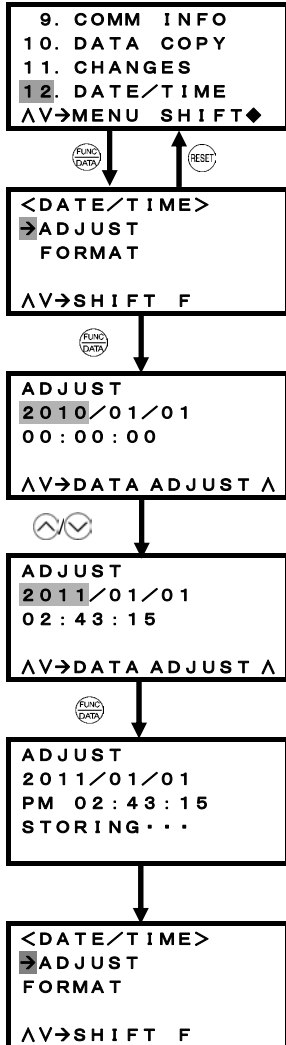 9. COMM INFO
10. DATA COPY
11. CHANGES
12. DATE/TIME
∧∨→MENU SHIFT◆
FUNC
DATA
RESET
<DATE/TIME>
→ADJUST
FORMAT
∧∨→SHIFT F
FUNC
DATA
ADJUST
2010/01/01
00:00:00
∧∨→DATA ADJUST ∧
∧/∨
ADJUST
2011/01/01
02:43:15
∧∨→DATA ADJUST ∧
FUNC
DATA
ADJUST
2011/01/01
PM 02:43:15
STORING･･･
<DATE/TIME>
→ADJUST
FORMAT
∧∨→SHIFT F